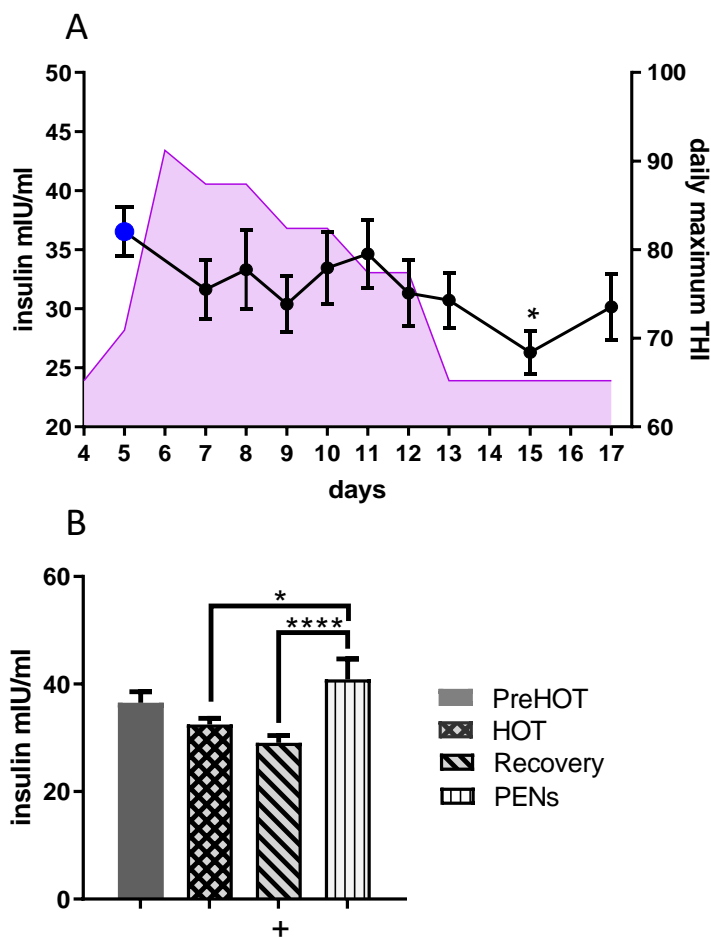 A
50
45
40
35
30
25
20
insulin mIU/ml
100
90
80
70
60
daily maximum THI
*
4 5 6 7 8 9 10 11 12 13 14 15 16 17
days
B
60
40
20
0
insulin mIU/ml
*
****
+
PreHOT
HOT
Recovery
PENs